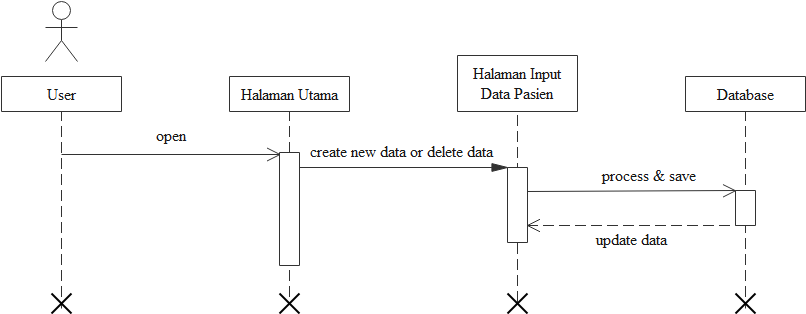 User
Halaman Utama
Halaman Input
Data Pasien
Database
open
create new data or delete data
process & save
update data